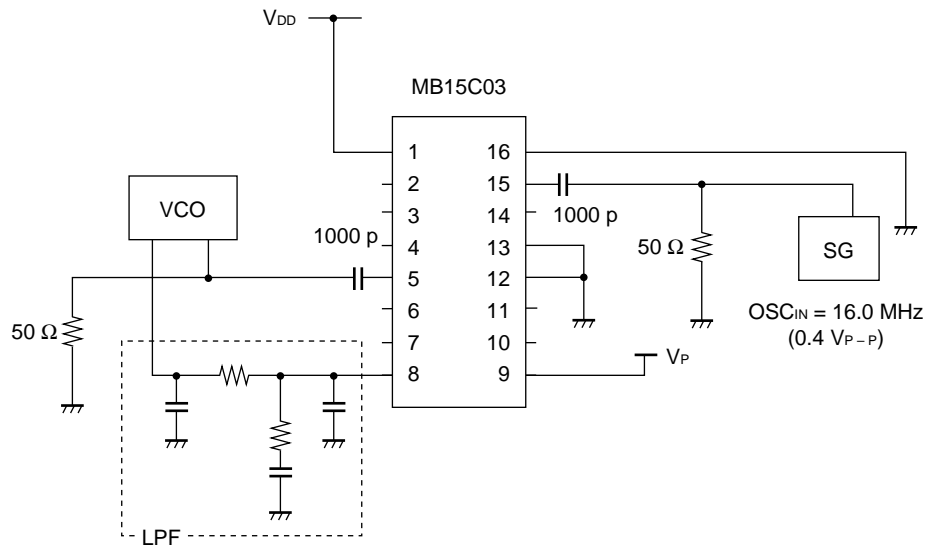 VDD
MB15C03
1 16
2 15
3 14
4 13
5 12
6 11
7 10
8 9
VCO
1000 p
1000 p
50 Ω
SG
50 Ω
OSCIN = 16.0 MHz
(0.4 VP – P)
VP
LPF